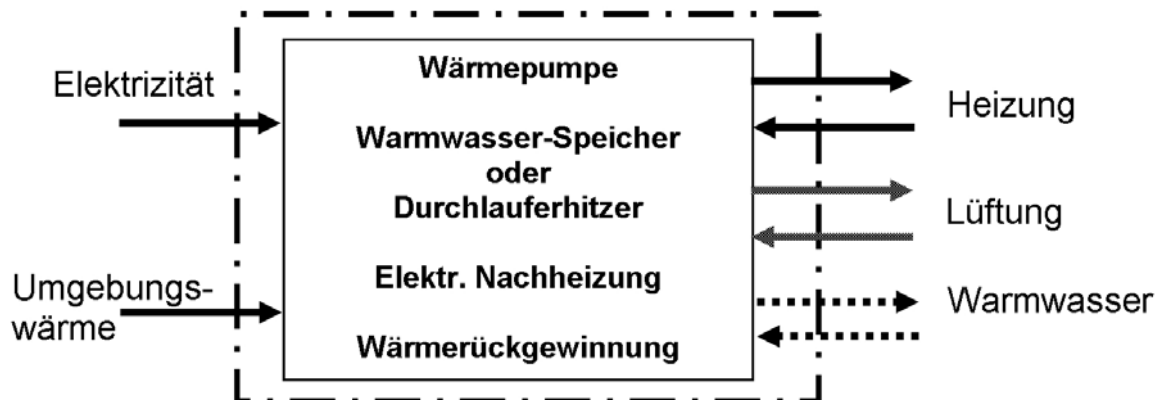 Elektrizität
Umgebungs-
wärme
Wärmepumpe
Warmwasser-Speicher
oder
Durchlauferhitzer
Elektr. Nachheizung
Wärmerückgewinnung
Heizung
Lüftung
Warmwasser